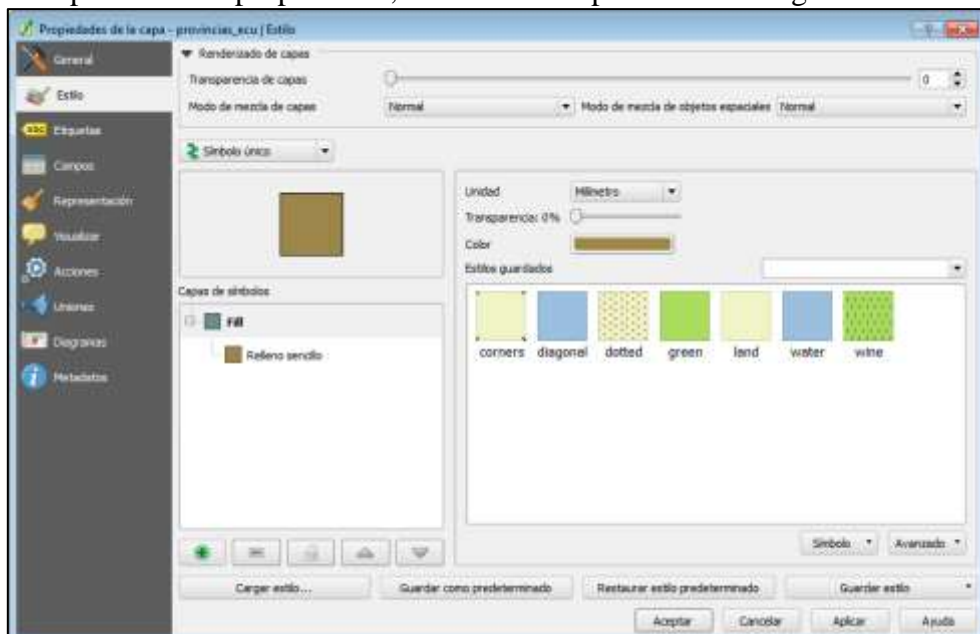 Propiedades de la capa - provincias_ecu | Estilo
General
Estilo
Etiquetas
Campos
Representación
Visualizar
Acciones
Uniones
Diagramas
Metadatos
Renderizado de capas
Transparencia de capas 0
Modo de mezcla de capas Normal Modo de mezcla de objetos espaciales Normal
Símbolo único
Unidad Milímetro
Transparencia: 0%
Color
Estilos guardados
Capas de símbolos
Fill
Relleno sencillo
corners diagonal dotted green land water wine
Símbolo Avanzado
Cargar estilo... Guardar como predeterminado Restaurar estilo predeterminado Guardar estilo
Aceptar Cancelar Aplicar Ayuda